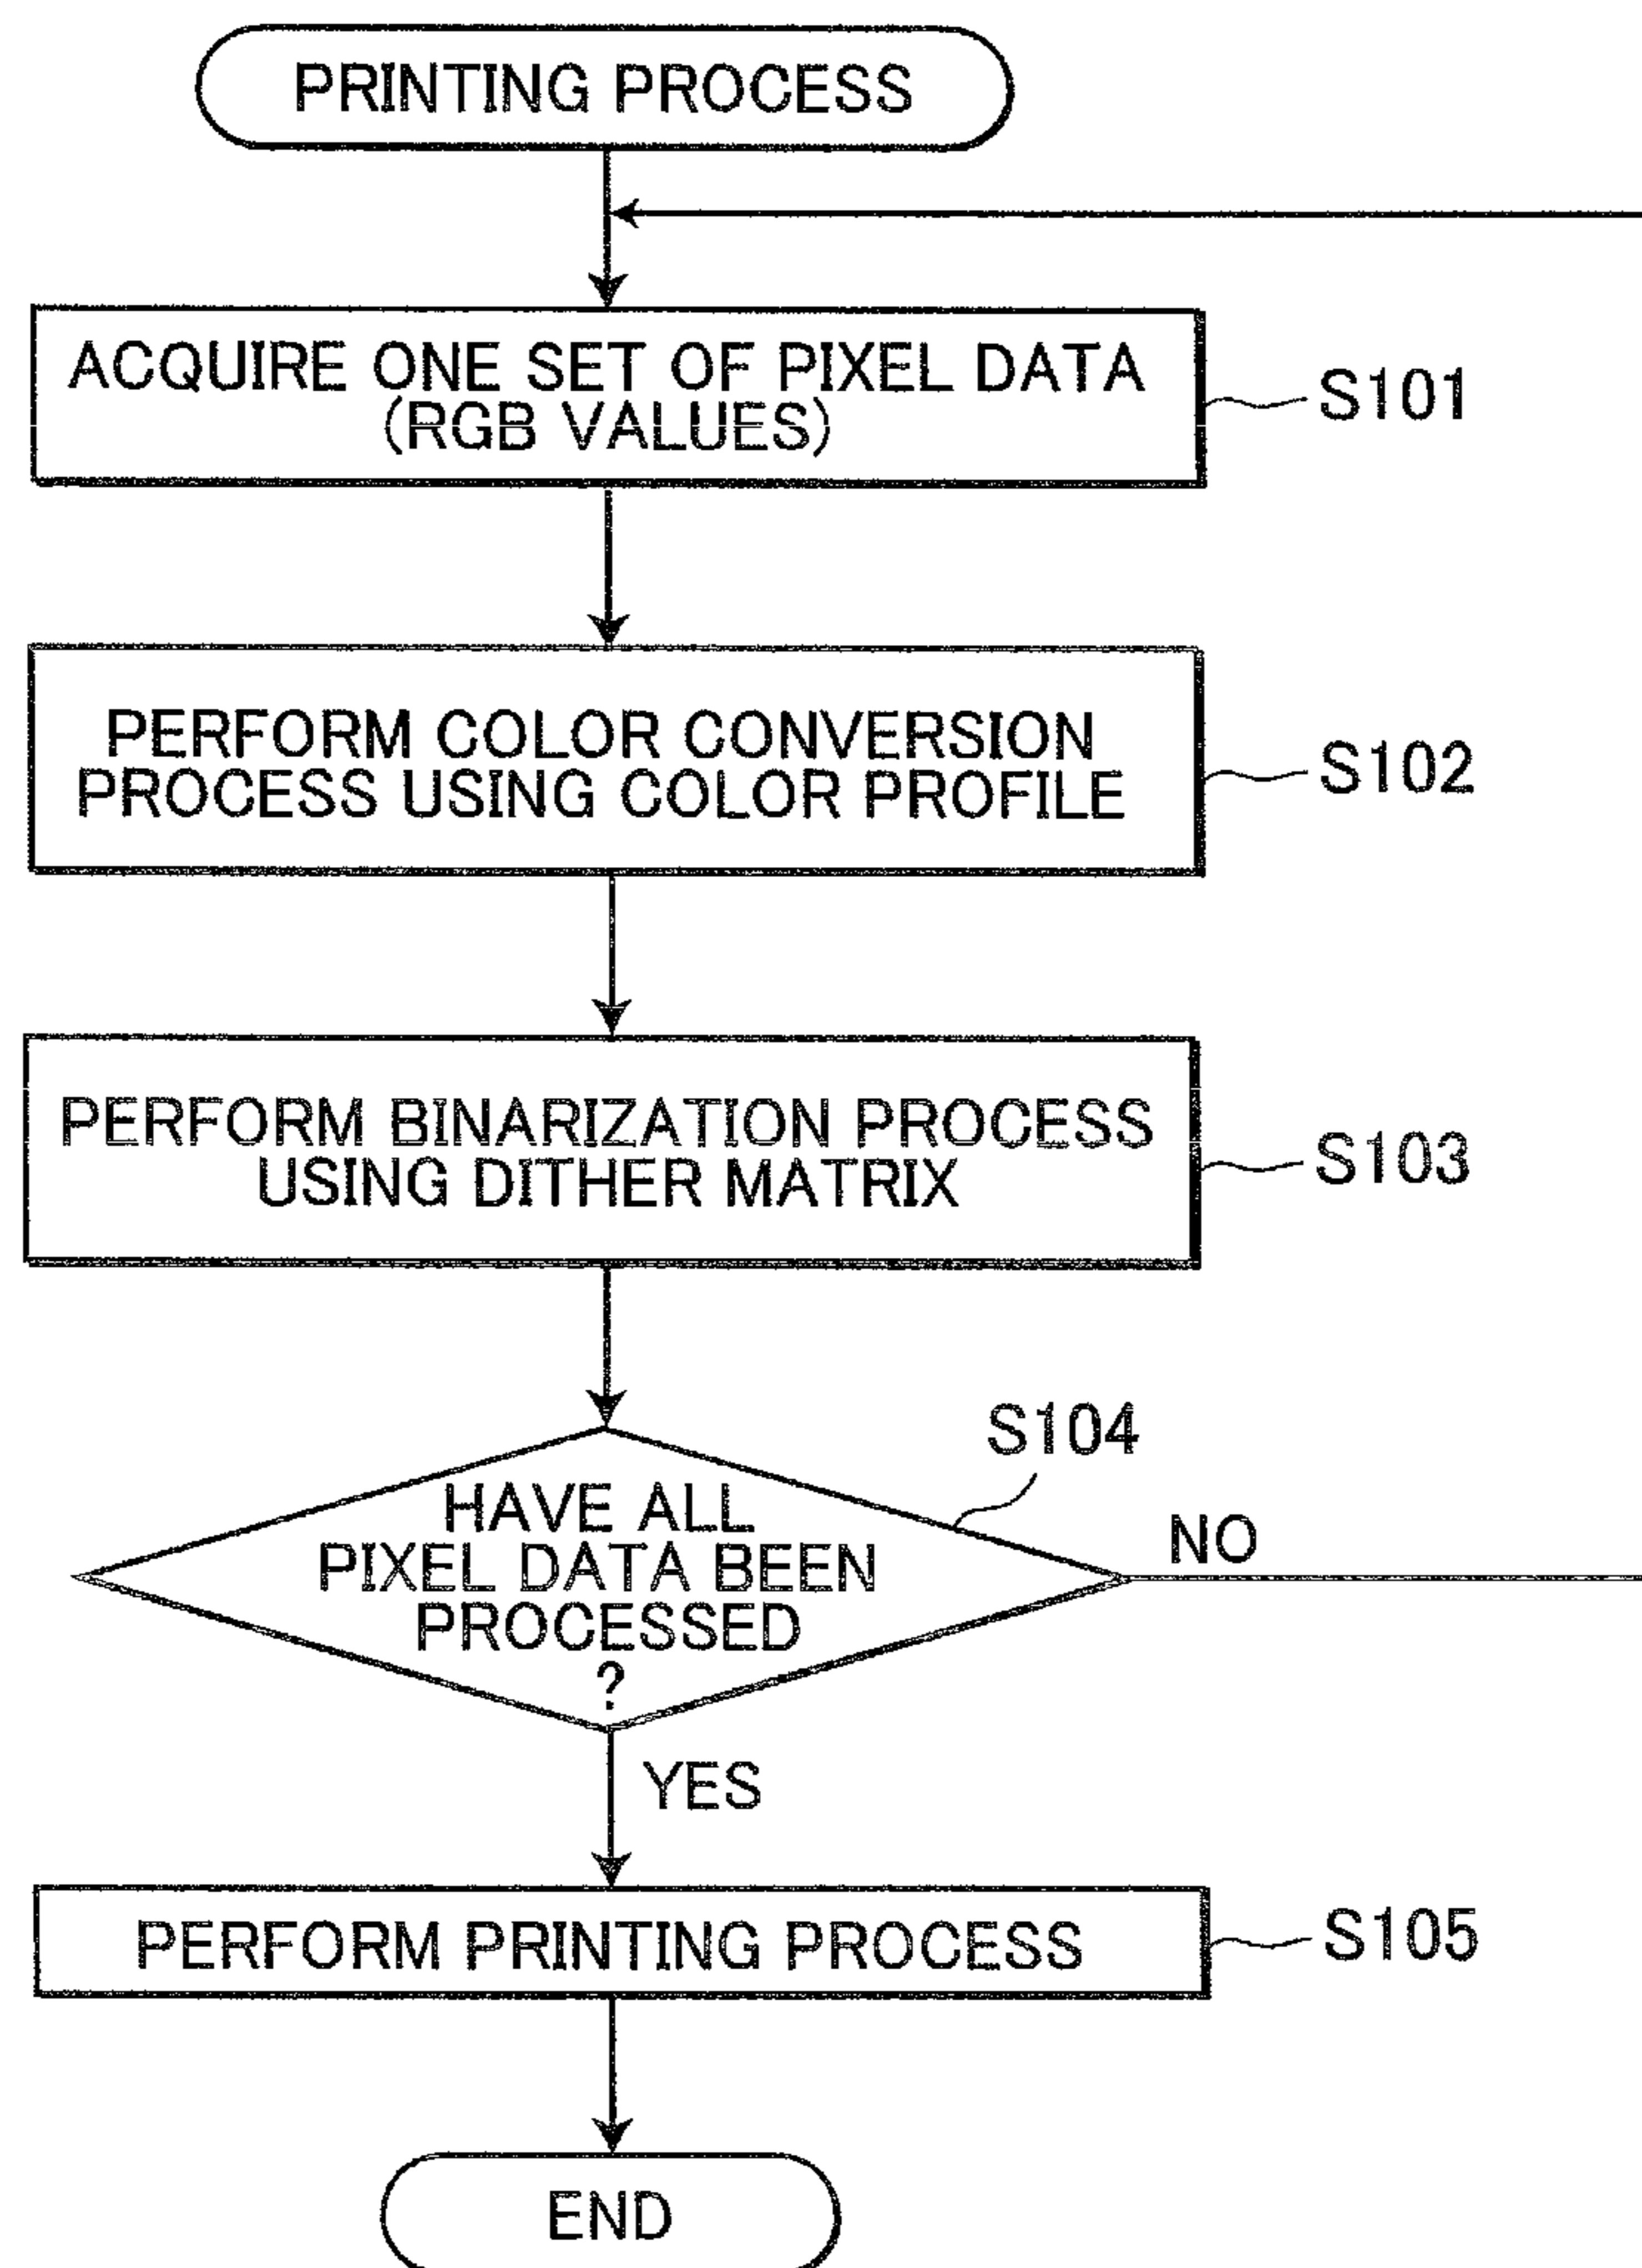 PRINTING PROCESS
ACQUIRE ONE SET OF PIXEL DATA
(RGB VALUES)
S101
PERFORM COLOR CONVERSION
PROCESS USING COLOR PROFILE
S102
PERFORM BINARIZATION PROCESS
USING DITHER MATRIX
S103
S104
HAVE ALL
PIXEL DATA BEEN
PROCESSED
?
NO
YES
PERFORM PRINTING PROCESS
S105
END